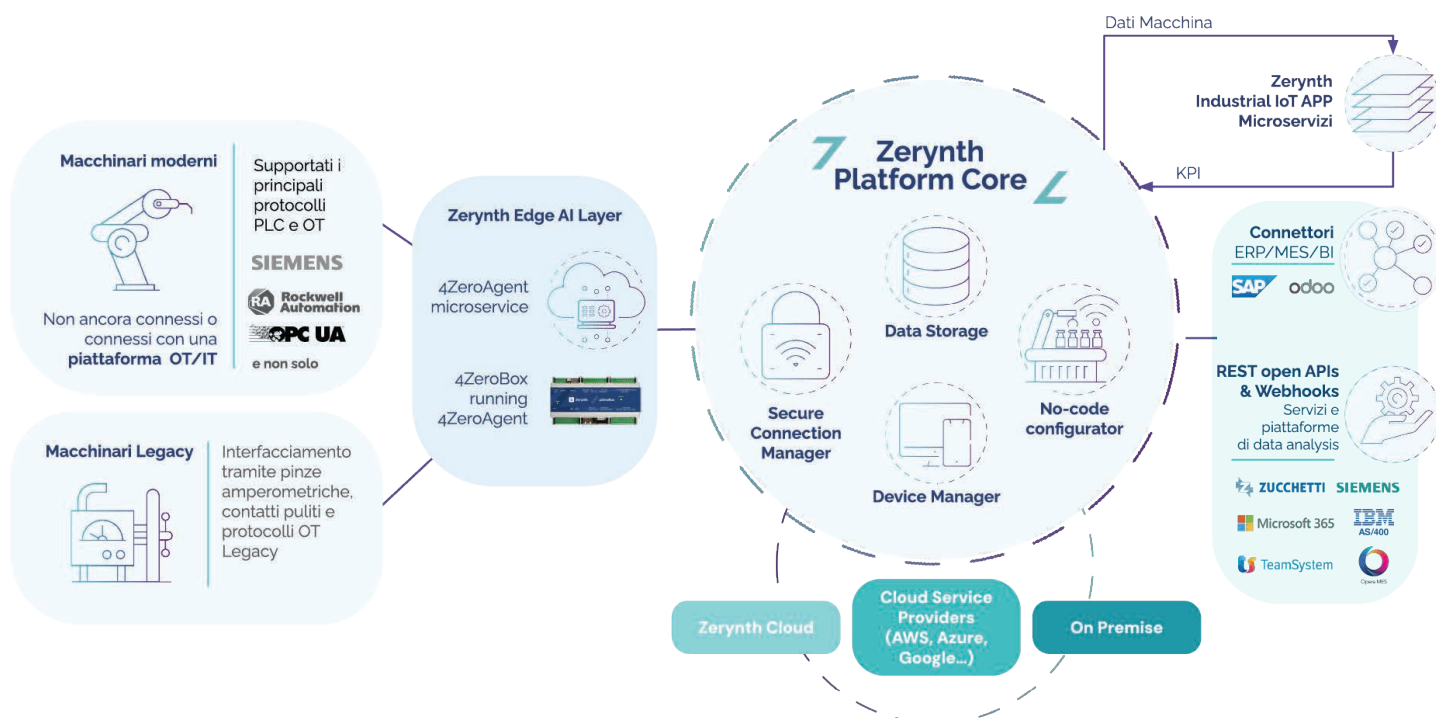 Macchinari moderni
Non ancora connessi o
connessi con una
piattaforma OT/IT
Supportati i
principali
protocolli
PLC e OT
SIEMENS
RA Rockwell
Automation
OPC UA
e non solo
Macchinari Legacy
Interfacciamento
tramite pinze
amperometriche,
contatti puliti e
protocolli OT
Legacy
Zerynth Edge AI Layer
4ZeroAgent
microservice
4ZeroBox
running
4ZeroAgent
Zerynth
Platform Core
Data Storage
Secure
Connection
Manager
No-code
configurator
Device Manager
Zerynth Cloud
Cloud Service
Providers
(AWS, Azure,
Google...)
On Premise
Dati Macchina
Zerynth
Industrial IoT APP
Microservizi
KPI
Connettori
ERP/MES/BI
SAP odoo
REST open APIs
& Webhooks
Servizi e
piattaforme
di data analysis
ZUCCHETTI SIEMENS
Microsoft 365 IBM
AS/400
TeamSystem
Opera MES